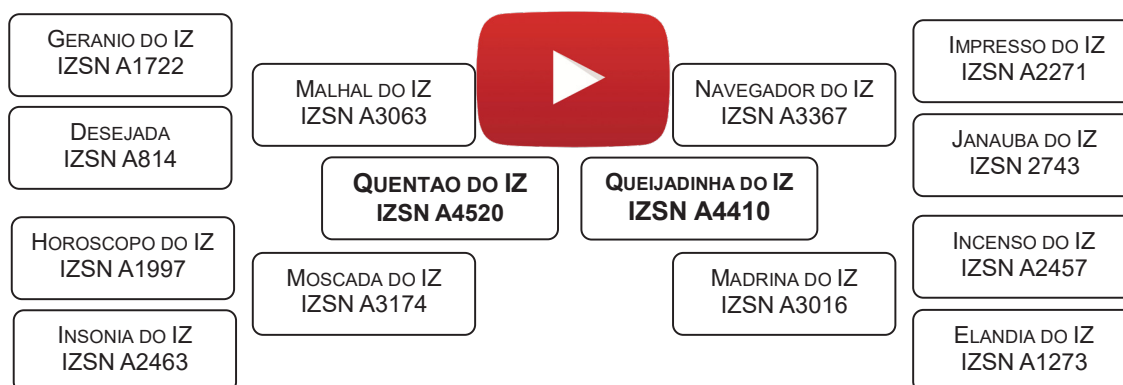 GERANIO DO IZ
IZSN A1722
DESEJADA
IZSN A814
HOROSCOPO DO IZ
IZSN A1997
INSONIA DO IZ
IZSN A2463
MALHAL DO IZ
IZSN A3063
MOSCADA DO IZ
IZSN A3174
QUENTAO DO IZ
IZSN A4520
QUEIJADINHA DO IZ
IZSN A4410
NAVEGADOR DO IZ
IZSN A3367
MADRINA DO IZ
IZSN A3016
IMPRESSO DO IZ
IZSN A2271
JANAUBA DO IZ
IZSN 2743
INCENSO DO IZ
IZSN A2457
ELANDIA DO IZ
IZSN A1273